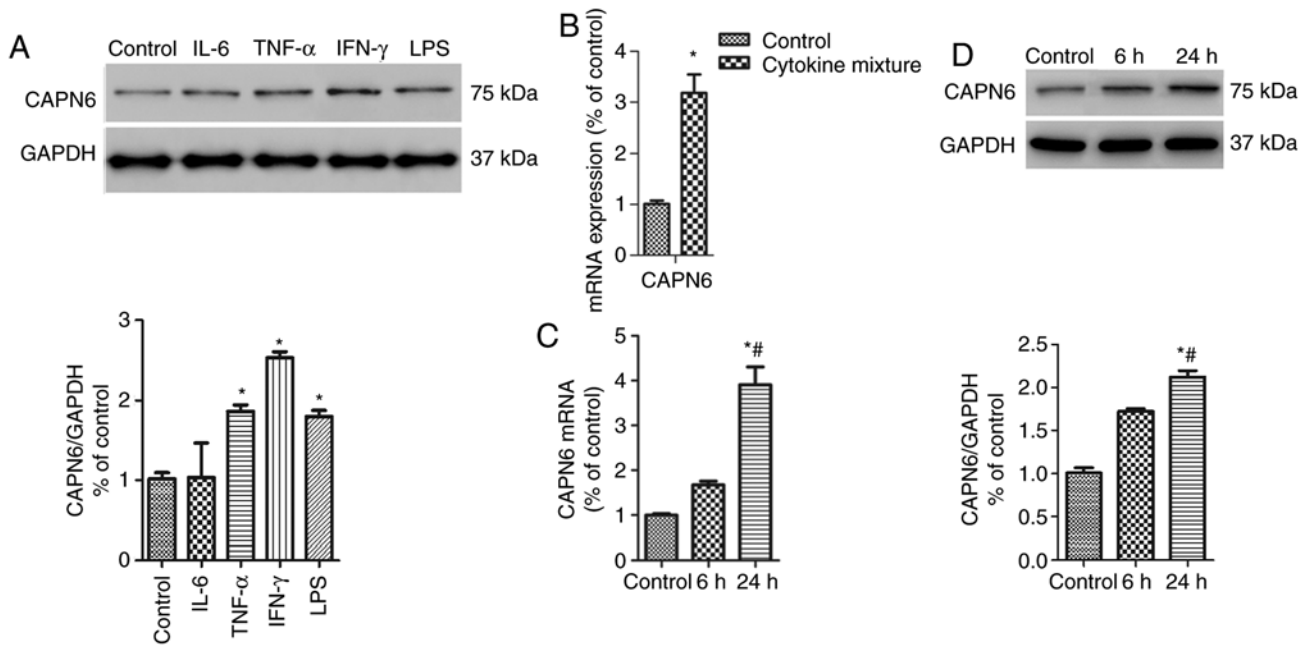 A
Control IL-6 TNF-α IFN-γ LPS
CAPN6 75 kDa
GAPDH 37 kDa
CAPN6/GAPDH
% of control
3
2
1
0
*
*
*
Control
IL-6
TNF-α
IFN-γ
LPS
B
mRNA expression (% of control)
4
3
2
1
0
*
CAPN6
Control
Cytokine mixture
C
CAPN6 mRNA
(% of control)
5
4
3
2
1
0
*#
Control 6 h 24 h
D
Control 6 h 24 h
CAPN6 75 kDa
GAPDH 37 kDa
CAPN6/GAPDH
% of control
2.5
2.0
1.5
1.0
0.5
0.0
*#
Control 6 h 24 h